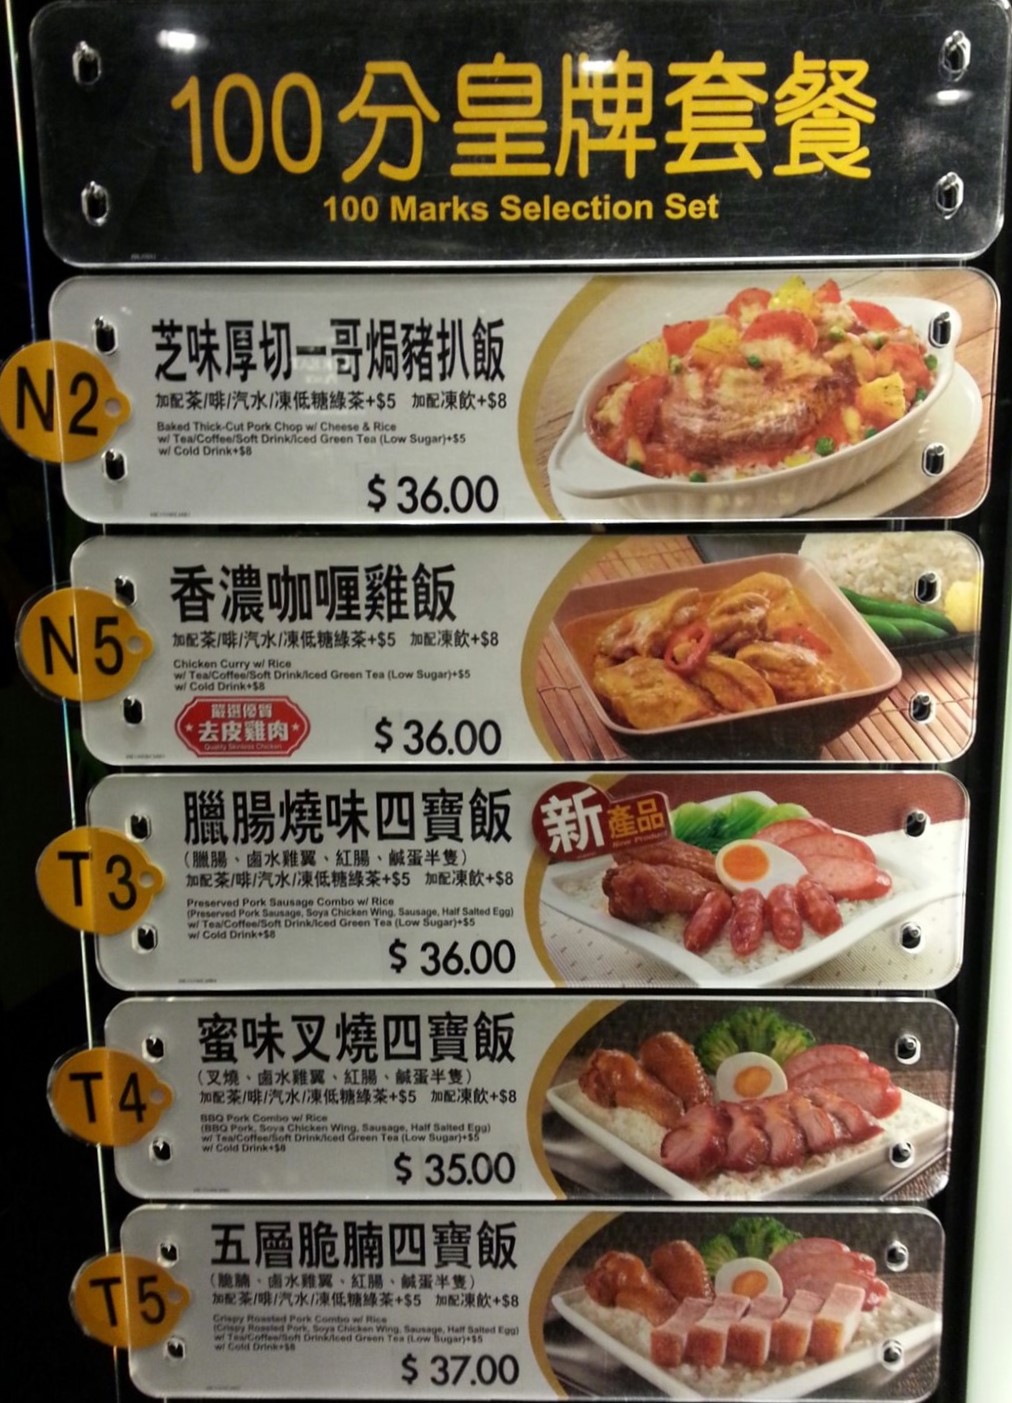 100分皇牌套餐
100 Marks Selection Set
N2
芝味厚切一哥焗豬扒飯
加配茶/啡/汽水/凍低糖綠茶+$5 加配凍飲+$8
Baked Thick-Cut Pork Chop w/ Cheese & Rice
w/ Tea/Coffee/Soft Drink/Iced Green Tea (Low Sugar)+$5
w/ Cold Drink+$8
$ 36.00
N5
香濃咖喱雞飯
加配茶/啡/汽水/凍低糖綠茶+$5 加配凍飲+$8
Chicken Curry w/ Rice
w/ Tea/Coffee/Soft Drink/Iced Green Tea (Low Sugar)+$5
w/ Cold Drink+$8
嚴選優質
去皮雞肉
Quality Skinless Chicken
$ 36.00
T3
臘腸燒味四寶飯
新產品
New Product
(臘腸、鹵水雞翼、紅腸、鹹蛋半隻)
加配茶/啡/汽水/凍低糖綠茶+$5 加配凍飲+$8
Preserved Pork Sausage Combo w/ Rice
(Preserved Pork Sausage, Soya Chicken Wing, Sausage, Half Salted Egg)
w/ Tea/Coffee/Soft Drink/Iced Green Tea (Low Sugar)+$5
w/ Cold Drink+$8
$ 36.00
T4
蜜味叉燒四寶飯
(叉燒、鹵水雞翼、紅腸、鹹蛋半隻)
加配茶/啡/汽水/凍低糖綠茶+$5 加配凍飲+$8
BBQ Pork Combo w/ Rice
(BBQ Pork, Soya Chicken Wing, Sausage, Half Salted Egg)
w/ Tea/Coffee/Soft Drink/Iced Green Tea (Low Sugar)+$5
w/ Cold Drink+$8
$ 35.00
T5
五層脆腩四寶飯
(脆腩、鹵水雞翼、紅腸、鹹蛋半隻)
加配茶/啡/汽水/凍低糖綠茶+$5 加配凍飲+$8
Crispy Roasted Pork Combo w/ Rice
(Crispy Roasted Pork, Soya Chicken Wing, Sausage, Half Salted Egg)
w/ Tea/Coffee/Soft Drink/Iced Green Tea (Low Sugar)+$5
w/ Cold Drink+$8
$ 37.00